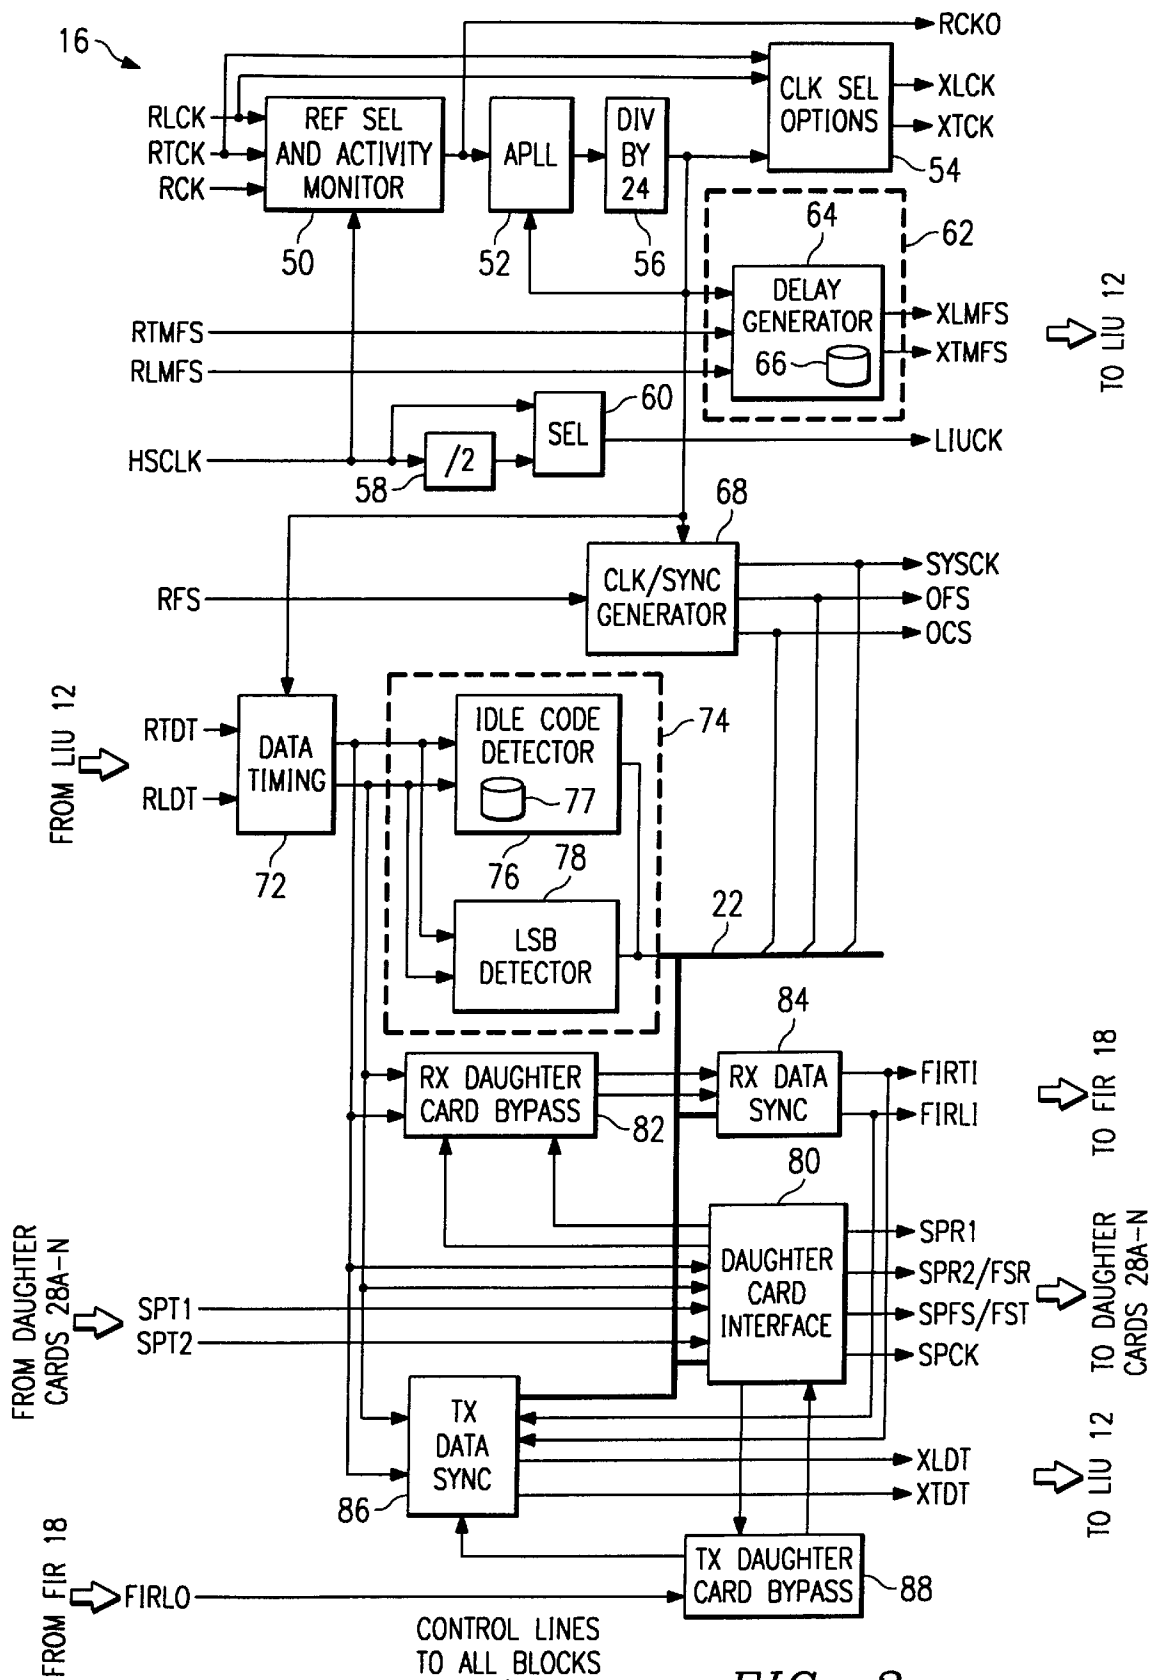 16
RCKO
RLCK
RTCK
RCK
REF SEL
AND ACTIVITY
MONITOR
50
APLL
52
DIV
BY
24
56
CLK SEL
OPTIONS
54
XLCK
XTCK
62
64
DELAY
GENERATOR
66
RTMFS
RLMFS
XLMFS
XTMFS
TO LIU 12
HSCLK
/2
58
SEL
60
LIUCK
68
CLK/SYNC
GENERATOR
RFS
SYSCK
OFS
OCS
FROM LIU 12
RTDT
RLDT
DATA
TIMING
72
IDLE CODE
DETECTOR
77
76
74
78
LSB
DETECTOR
22
RX DAUGHTER
CARD BYPASS
82
84
RX DATA
SYNC
FIRTI
FIRLI
TO FIR 18
80
DAUGHTER
CARD
INTERFACE
SPR1
SPR2/FSR
SPFS/FST
SPCK
TO DAUGHTER
CARDS 28A-N
FROM DAUGHTER
CARDS 28A-N
SPT1
SPT2
TX
DATA
SYNC
86
XLDT
XTDT
TO LIU 12
TX DAUGHTER
CARD BYPASS
88
FROM FIR 18
FIRLO
CONTROL LINES
TO ALL BLOCKS